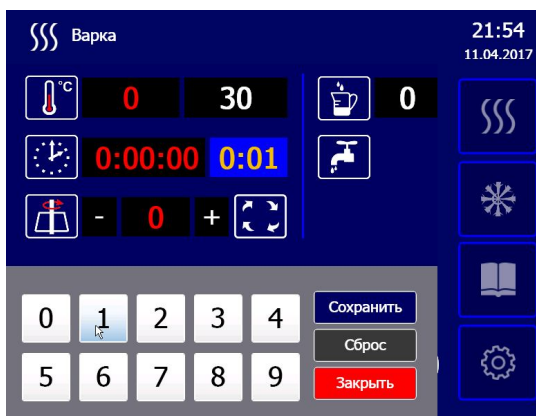 Варка
21:54
11.04.2017
°C
0
30
0
0:00:00
0:01
- 0 +
0 1 2 3 4
5 6 7 8 9
Сохранить
Сброс
Закрыть